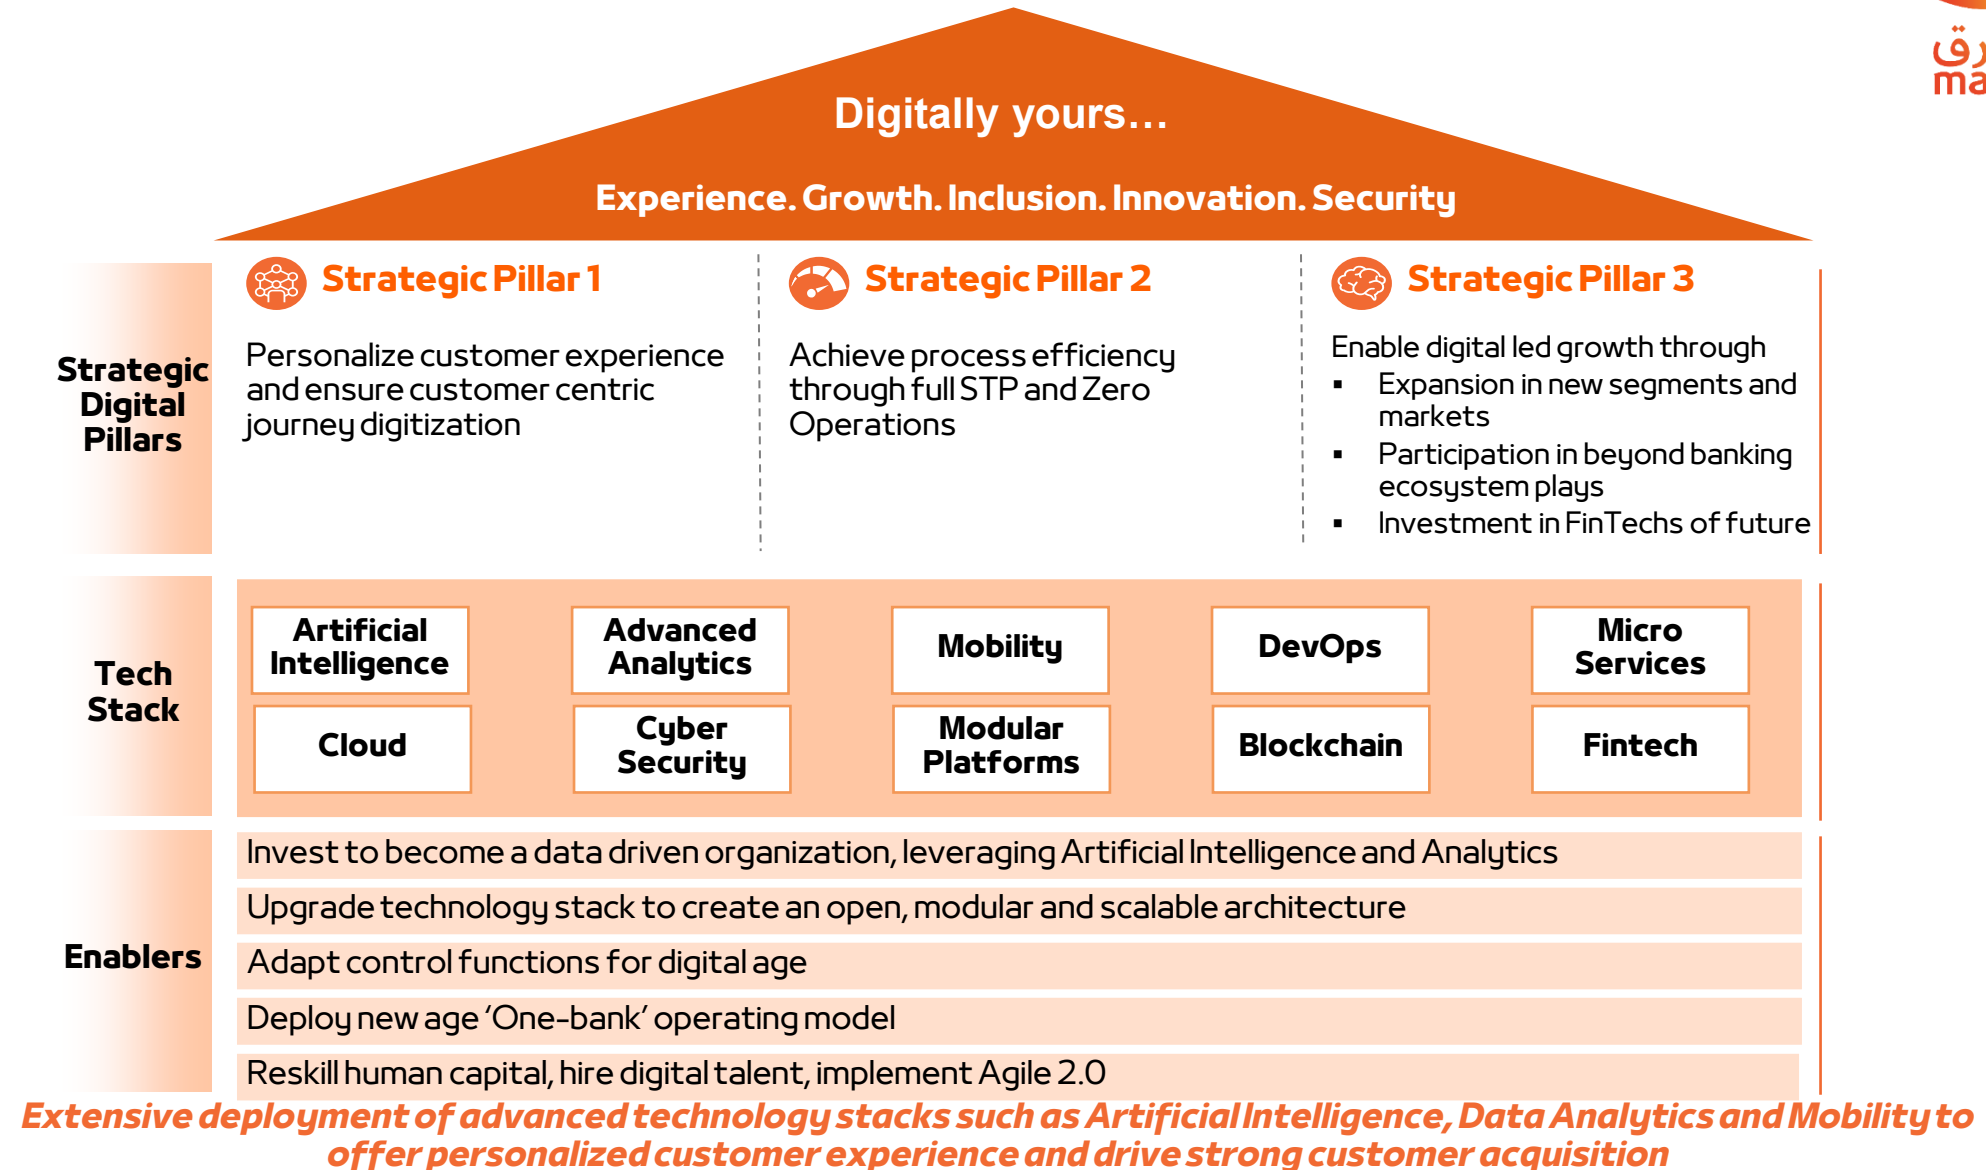 Digitally yours...
Experience. Growth. Inclusion. Innovation. Security
Strategic
Digital
Pillars
Strategic Pillar 1
Personalize customer experience
and ensure customer centric
journey digitization
Strategic Pillar 2
Achieve process efficiency
through full STP and Zero
Operations
Strategic Pillar 3
Enable digital led growth through
▪ Expansion in new segments and
markets
▪ Participation in beyond banking
ecosystem plays
▪ Investment in FinTechs of future
Tech
Stack
Artificial
Intelligence
Advanced
Analytics
Mobility
DevOps
Micro
Services
Cloud
Cyber
Security
Modular
Platforms
Blockchain
Fintech
Enablers
Invest to become a data driven organization, leveraging Artificial Intelligence and Analytics
Upgrade technology stack to create an open, modular and scalable architecture
Adapt control functions for digital age
Deploy new age ‘One-bank’ operating model
Reskill human capital, hire digital talent, implement Agile 2.0
Extensive deployment of advanced technology stacks such as Artificial Intelligence, Data Analytics and Mobility to
offer personalized customer experience and drive strong customer acquisition